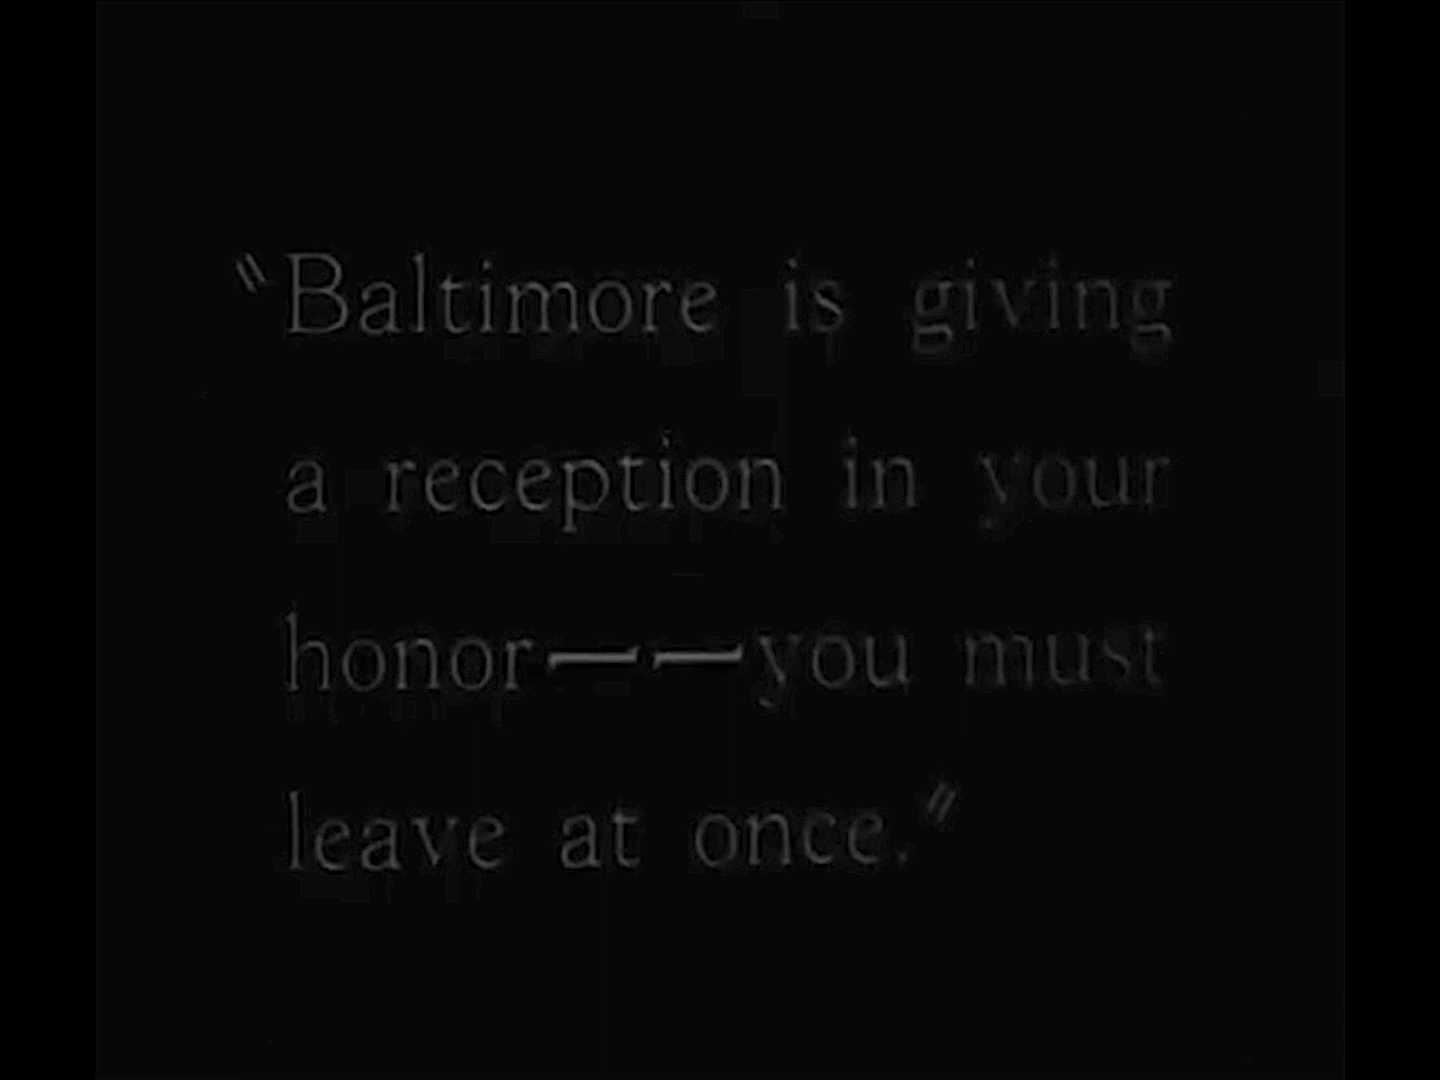 "Baltimore is giving
a reception in your
honor——you must
leave at once."